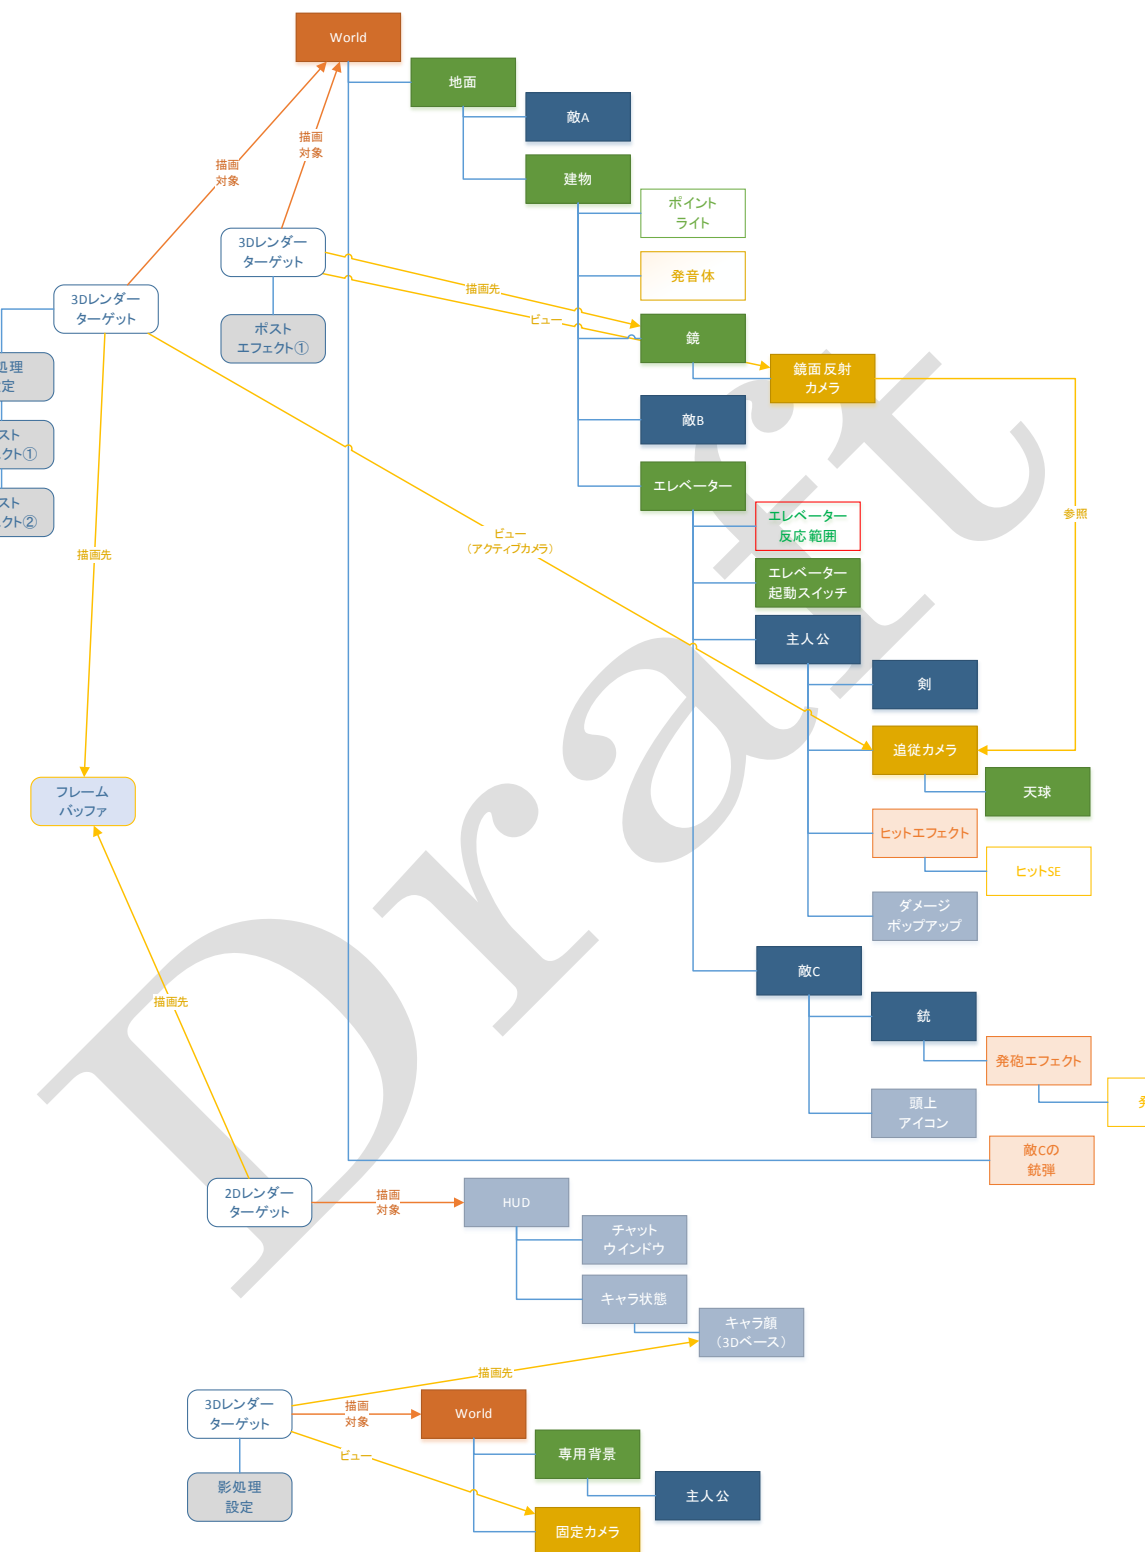 World
地面
敵A
描画
対象
描画
対象
建物
ポイント
ライト
3Dレンダー
ターゲット
発音体
描画先
3Dレンダー
ターゲット
ビュー
ポスト
エフェクト①
鏡
鏡面反射
カメラ
処理
定
スト
クト①
スト
クト②
敵B
エレベーター
エレベーター
反応範囲
参照
ビュー
（アクティブカメラ）
描画先
エレベーター
起動スイッチ
主人公
剣
追従カメラ
天球
フレーム
バッファ
ヒットエフェクト
ヒットSE
ダメージ
ポップアップ
敵C
描画先
銃
発砲エフェクト
頭上
アイコン
敵Cの
銃弾
2Dレンダー
ターゲット
描画
対象
HUD
チャット
ウインドウ
キャラ状態
キャラ顔
（3Dベース）
描画先
3Dレンダー
ターゲット
描画
対象
World
ビュー
専用背景
影処理
設定
主人公
固定カメラ
Draft